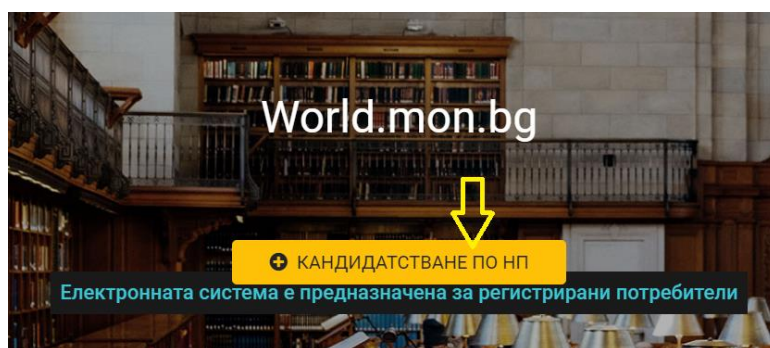 World.mon.bg
КАНДИДАТСТВАНЕ ПО НП
Електронната система е предназначена за регистрирани потребители